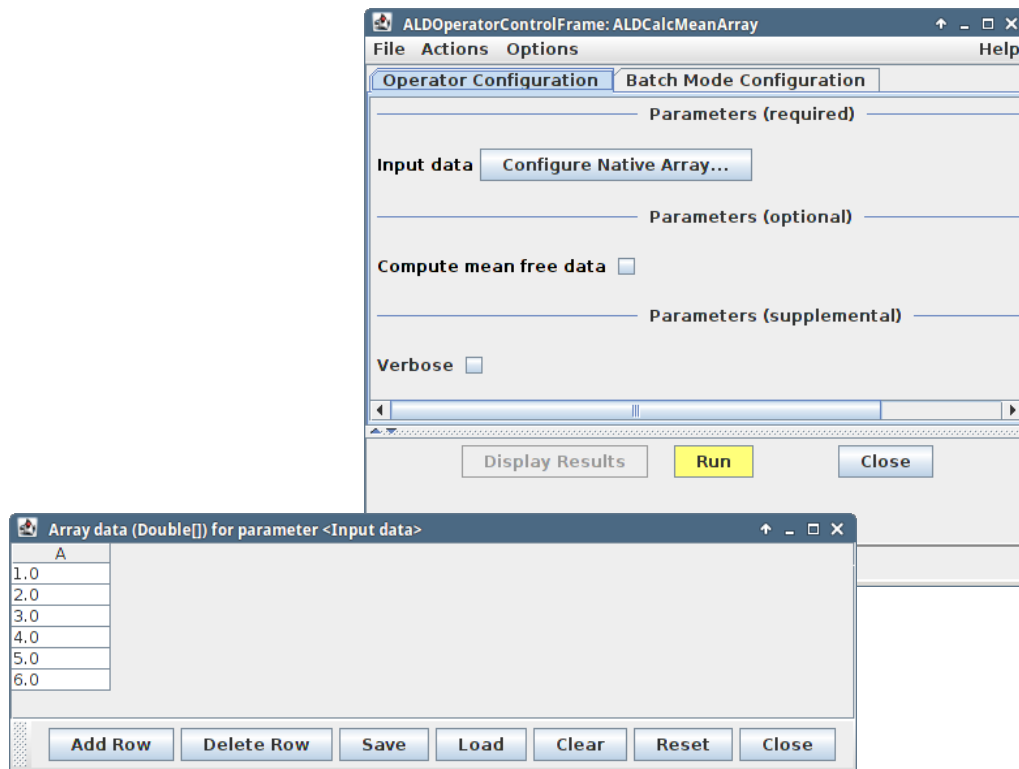 ALDOperatorControlFrame: ALDCalcMeanArray
File Actions Options Help
Operator Configuration Batch Mode Configuration
Parameters (required)
Input data Configure Native Array...
Parameters (optional)
Compute mean free data
Parameters (supplemental)
Verbose
Display Results Run Close
Array data (Double[]) for parameter <Input data>
A
1.0
2.0
3.0
4.0
5.0
6.0
Add Row Delete Row Save Load Clear Reset Close